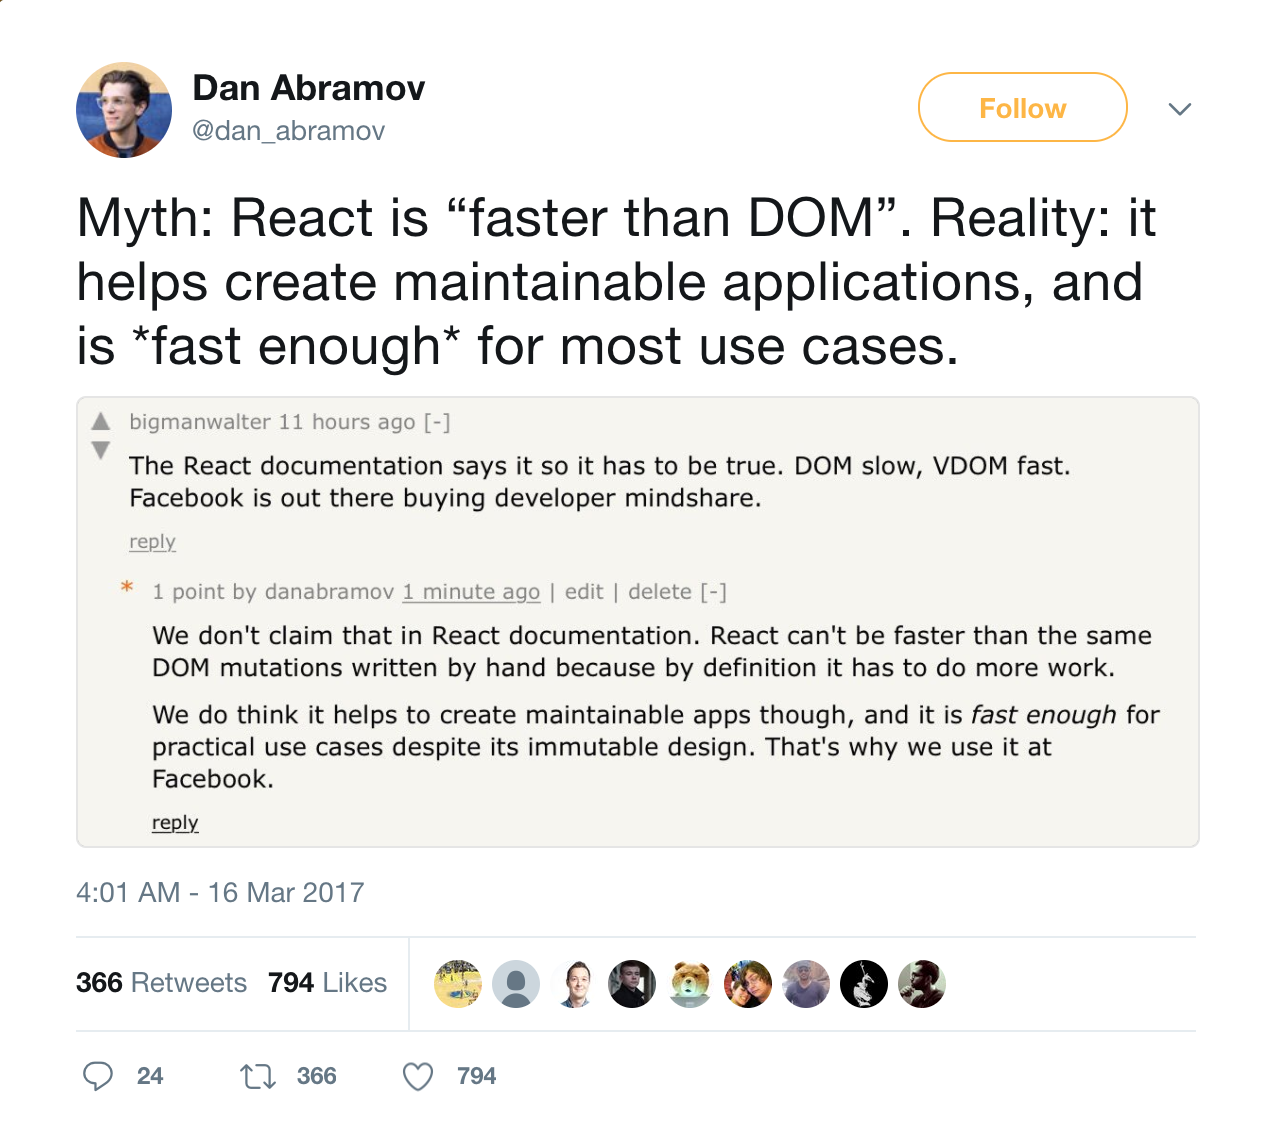 Dan Abramov
@dan_abramov
Follow
Myth: React is “faster than DOM”. Reality: it
helps create maintainable applications, and
is *fast enough* for most use cases.
bigmanwalter 11 hours ago [-]
The React documentation says it so it has to be true. DOM slow, VDOM fast.
Facebook is out there buying developer mindshare.
reply
* 1 point by danabramov 1 minute ago | edit | delete [-]
We don't claim that in React documentation. React can't be faster than the same
DOM mutations written by hand because by definition it has to do more work.
We do think it helps to create maintainable apps though, and it is fast enough for
practical use cases despite its immutable design. That's why we use it at
Facebook.
reply
4:01 AM - 16 Mar 2017
366 Retweets 794 Likes
24 366 794